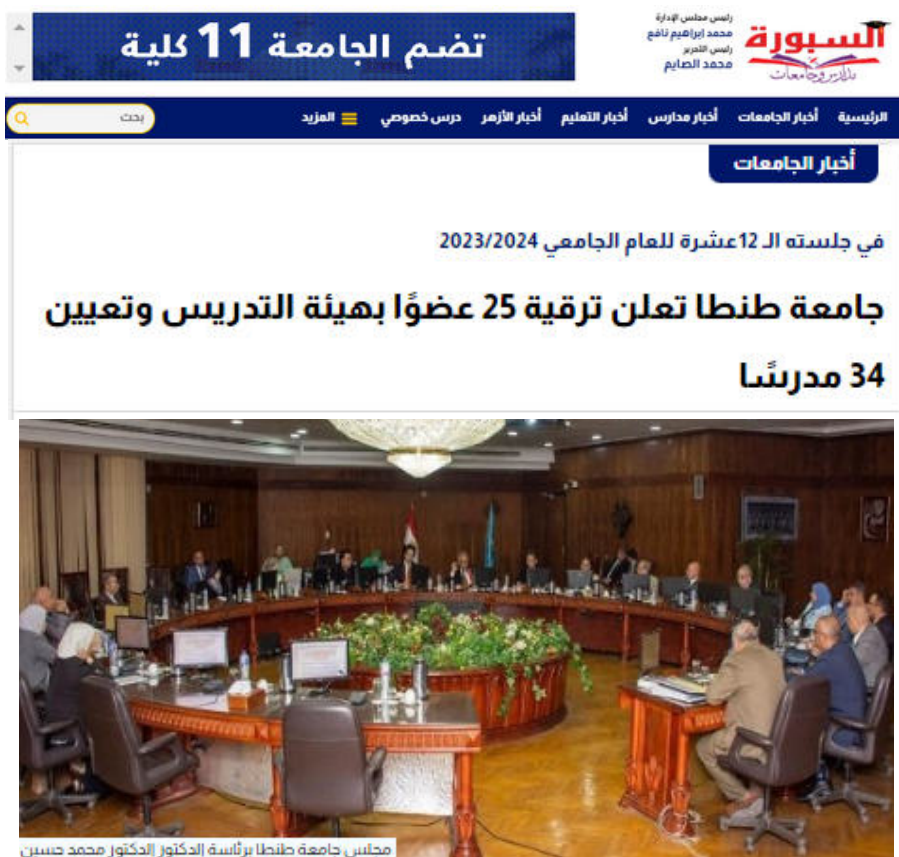 تضم الجامعة 11 كلية
رئيس مجلس الإدارة
محمد إبراهيم نافع
رئيس التحرير
محمد الصايم
السبورة
مدارس وجامعات
الرئيسية
أخبار الجامعات
أخبار مدارس
أخبار التعليم
أخبار الأزهر
درس خصوصي
المزيد
بحث
أخبار الجامعات
في جلسته الـ 12عشرة للعام الجامعي 2023/2024
جامعة طنطا تعلن ترقية 25 عضوًا بهيئة التدريس وتعيين
34 مدرسًا
مجلس جامعة طنطا برئاسة الدكتور الدكتور محمد حسين